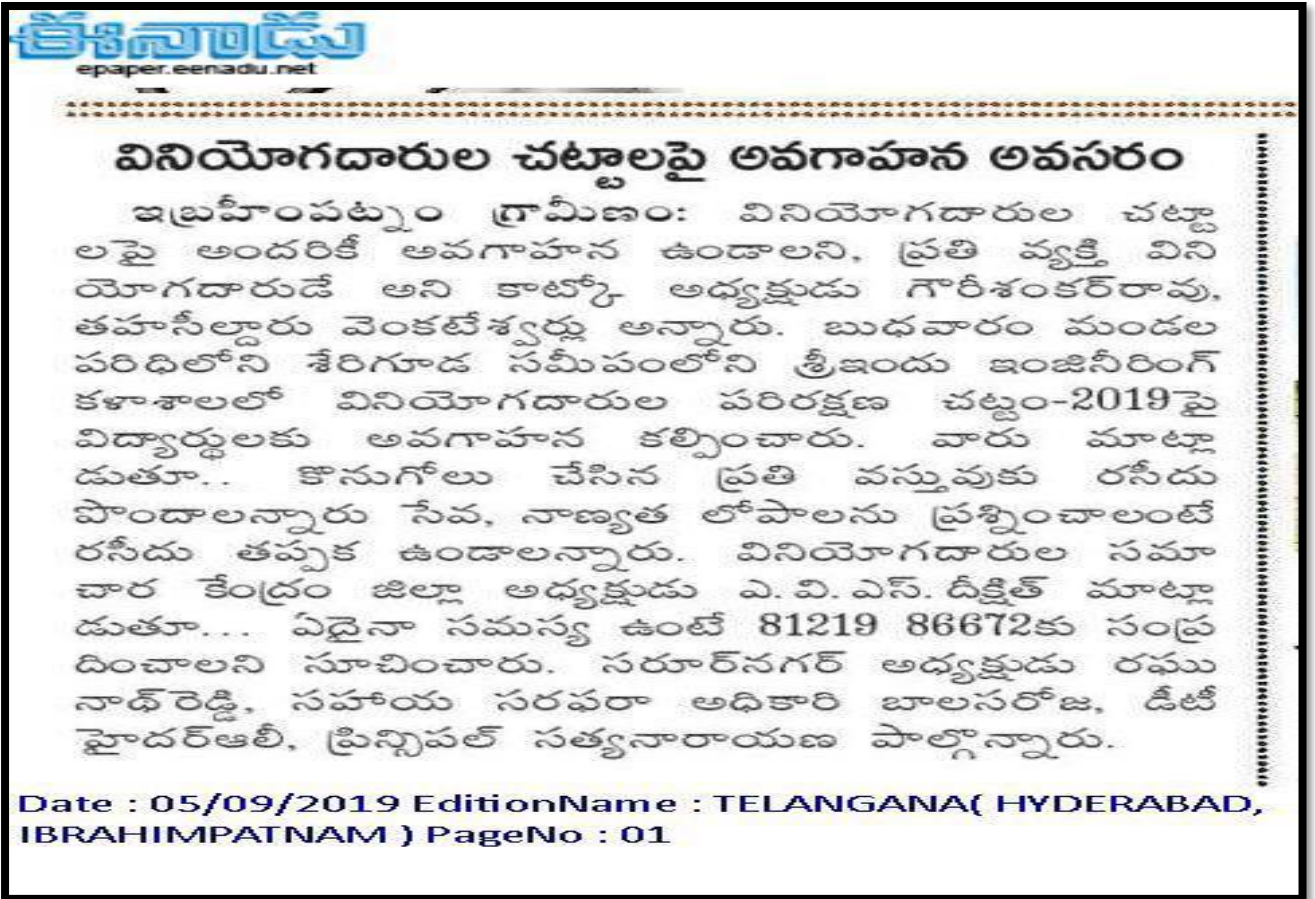 ఈనాడు
epaper.eenadu.net
వినియోగదారుల చట్టాలపై అవగాహన అవసరం
ఇబ్రహీంపట్నం గ్రామీణం: వినియోగదారుల చట్టా
లపై అందరికీ అవగాహన ఉండాలని, ప్రతి వ్యక్తి విని
యోగదారుడే అని కాట్కో అధ్యక్షుడు గౌరీశంకర్‌రావు,
తహసీల్దారు వెంకటేశ్వర్లు అన్నారు. బుధవారం మండల
పరిధిలోని శేరిగూడ సమీపంలోని శ్రీఇందు ఇంజినీరింగ్
కళాశాలలో వినియోగదారుల పరిరక్షణ చట్టం-2019పై
విద్యార్థులకు అవగాహన కల్పించారు. వారు మాట్లా
డుతూ.. కొనుగోలు చేసిన ప్రతి వస్తువుకు రసీదు
పొందాలన్నారు సేవ, నాణ్యత లోపాలను ప్రశ్నించాలంటే
రసీదు తప్పక ఉండాలన్నారు. వినియోగదారుల సమా
చార కేంద్రం జిల్లా అధ్యక్షుడు ఎ.వి.ఎస్.దీక్షిత్ మాట్లా
డుతూ... ఏదైనా సమస్య ఉంటే 81219 86672కు సంప్ర
దించాలని సూచించారు. సరూర్‌నగర్ అధ్యక్షుడు రఘు
నాథ్‌రెడ్డి, సహాయ సరఫరా అధికారి బాలసరోజ, డీటీ
హైదర్‌ఆలీ, ప్రిన్సిపల్ సత్యనారాయణ పాల్గొన్నారు.
Date : 05/09/2019 EditionName : TELANGANA( HYDERABAD,
IBRAHIMPATNAM ) PageNo : 01